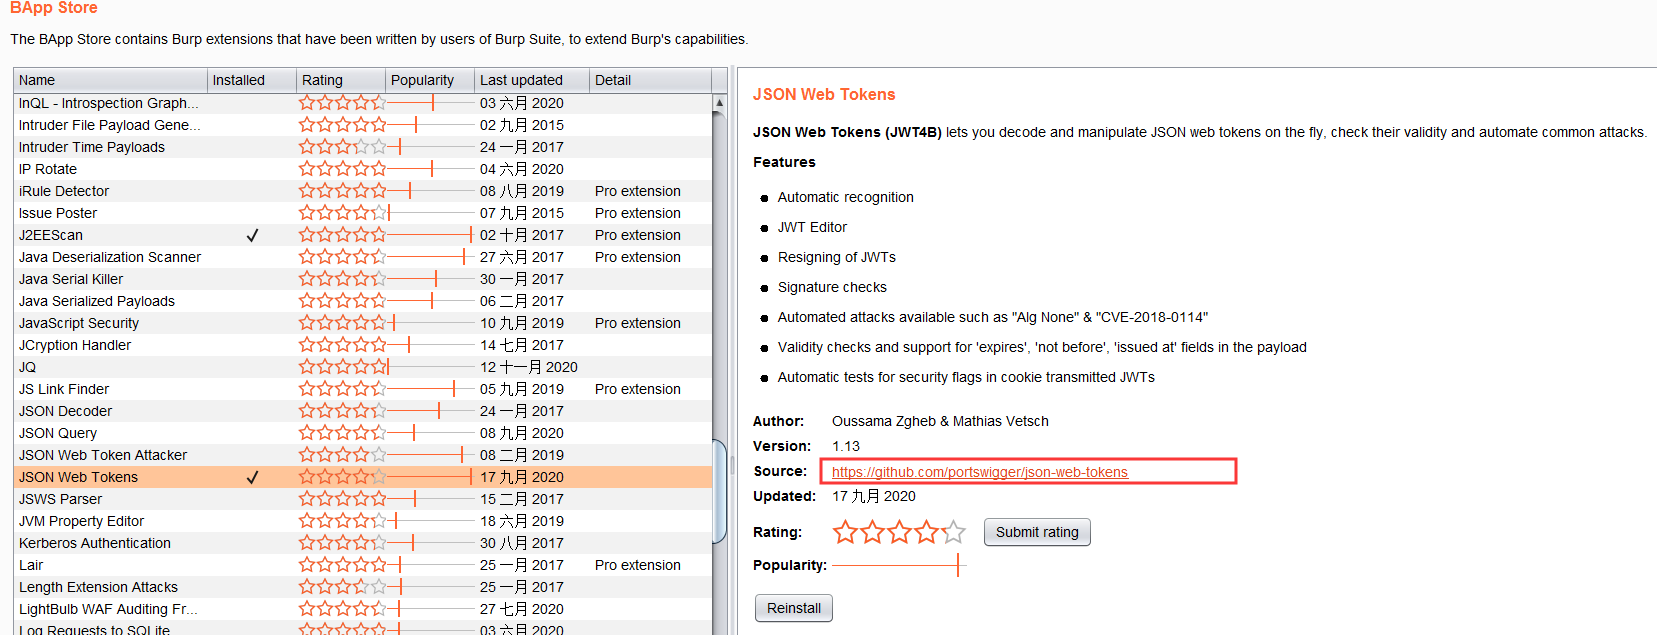 BApp Store
The BApp Store contains Burp extensions that have been written by users of Burp Suite, to extend Burp's capabilities.
Name Installed Rating Popularity Last updated Detail
InQL - Introspection Graph... 03 六月 2020
Intruder File Payload Gene... 02 九月 2015
Intruder Time Payloads 24 一月 2017
IP Rotate 04 六月 2020
iRule Detector 08 八月 2019 Pro extension
Issue Poster 07 九月 2015 Pro extension
J2EEScan ✓ 02 十月 2017 Pro extension
Java Deserialization Scanner 27 六月 2017 Pro extension
Java Serial Killer 30 一月 2017
Java Serialized Payloads 06 二月 2017
JavaScript Security 10 九月 2019 Pro extension
JCryption Handler 14 七月 2017
JQ 12 十一月 2020
JS Link Finder 05 九月 2019 Pro extension
JSON Decoder 24 一月 2017
JSON Query 08 九月 2020
JSON Web Token Attacker 08 二月 2019
JSON Web Tokens ✓ 17 九月 2020
JSWS Parser 15 二月 2017
JVM Property Editor 18 六月 2019
Kerberos Authentication 30 八月 2017
Lair 25 一月 2017 Pro extension
Length Extension Attacks 25 一月 2017
LightBulb WAF Auditing Fr... 27 七月 2020
Log Requests to SQLite 03 六月 2020
JSON Web Tokens
JSON Web Tokens (JWT4B) lets you decode and manipulate JSON web tokens on the fly, check their validity and automate common attacks.
Features
● Automatic recognition
● JWT Editor
● Resigning of JWTs
● Signature checks
● Automated attacks available such as "Alg None" & "CVE-2018-0114"
● Validity checks and support for 'expires', 'not before', 'issued at' fields in the payload
● Automatic tests for security flags in cookie transmitted JWTs
Author: Oussama Zgheb & Mathias Vetsch
Version: 1.13
Source: https://github.com/portswigger/json-web-tokens
Updated: 17 九月 2020
Rating: Submit rating
Popularity:
Reinstall